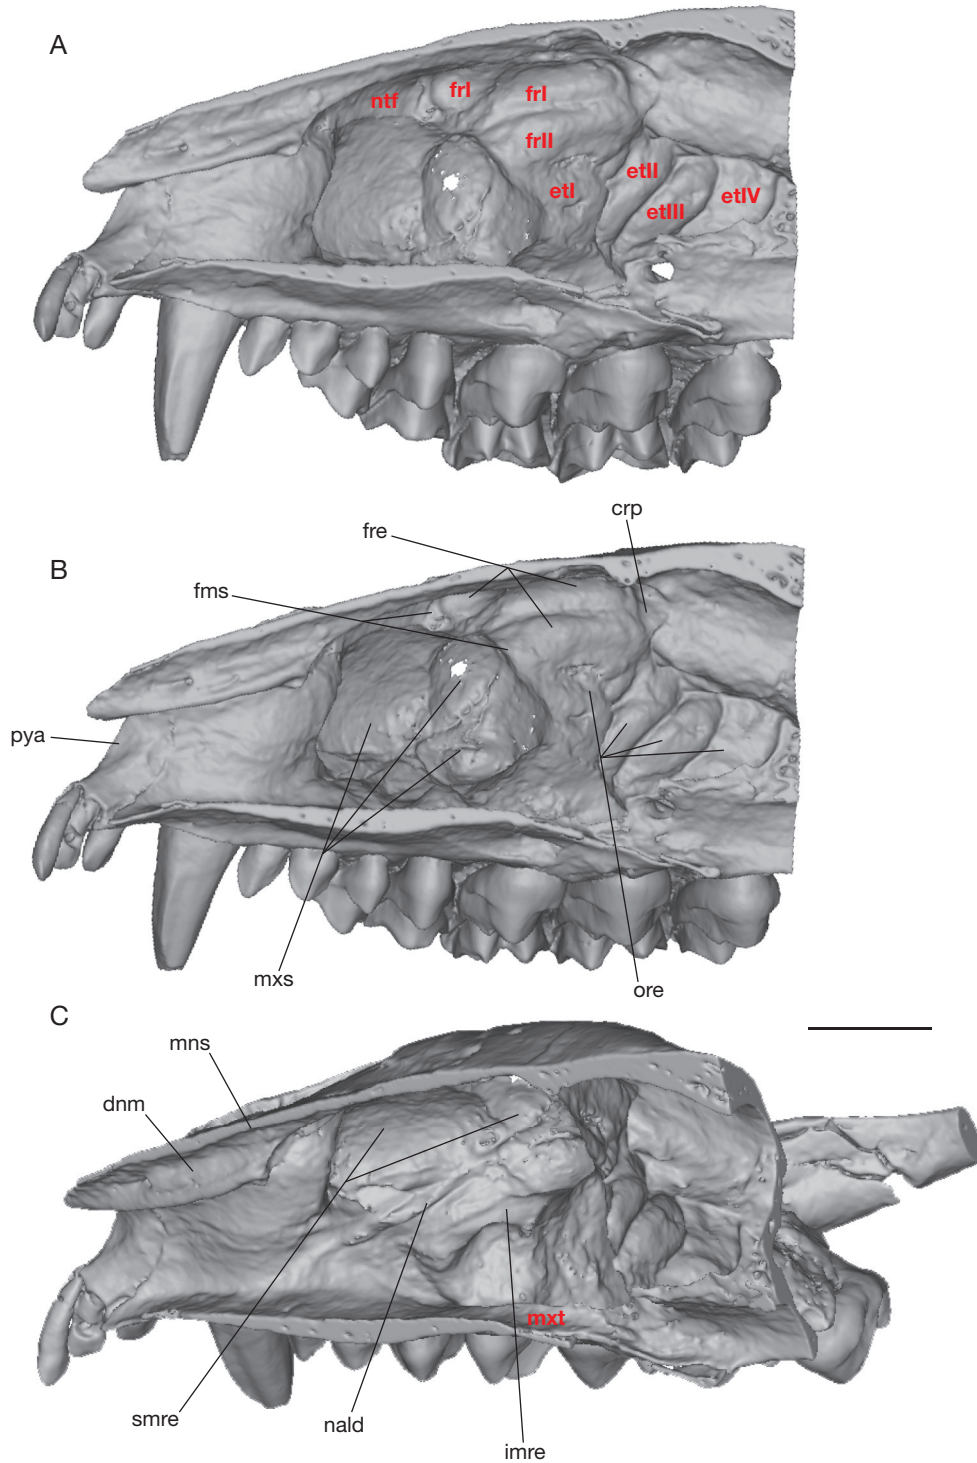 A
ntf frI frI
frII
etI etII etIII etIV
B
fre crp
fms
pya
mxs ore
C
mns
dnm
mxt
smre nald imre